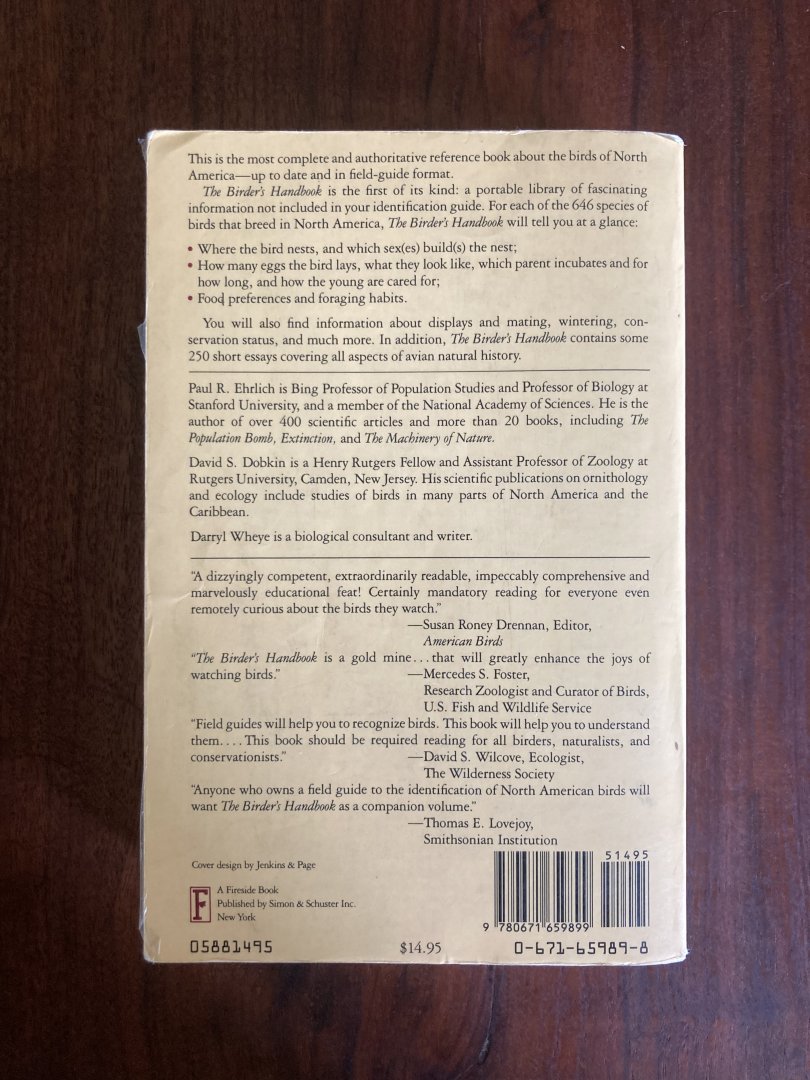 This is the most complete and authoritative reference book about the birds of North
America—up to date and in field-guide format.
The Birder's Handbook is the first of its kind: a portable library of fascinating
information not included in your identification guide. For each of the 646 species of
birds that breed in North America, The Birder's Handbook will tell you at a glance:
• Where the bird nests, and which sex(es) build(s) the nest;
• How many eggs the bird lays, what they look like, which parent incubates and for
how long, and how the young are cared for;
• Food preferences and foraging habits.
You will also find information about displays and mating, wintering, con-
servation status, and much more. In addition, The Birder's Handbook contains some
250 short essays covering all aspects of avian natural history.
Paul R. Ehrlich is Bing Professor of Population Studies and Professor of Biology at
Stanford University, and a member of the National Academy of Sciences. He is the
author of over 400 scientific articles and more than 20 books, including The
Population Bomb, Extinction, and The Machinery of Nature.
David S. Dobkin is a Henry Rutgers Fellow and Assistant Professor of Zoology at
Rutgers University, Camden, New Jersey. His scientific publications on ornithology
and ecology include studies of birds in many parts of North America and the
Caribbean.
Darryl Wheye is a biological consultant and writer.
“A dizzyingly competent, extraordinarily readable, impeccably comprehensive and
marvelously educational feat! Certainly mandatory reading for everyone even
remotely curious about the birds they watch.”
—Susan Roney Drennan, Editor,
American Birds
“The Birder's Handbook is a gold mine...that will greatly enhance the joys of
watching birds.” —Mercedes S. Foster,
Research Zoologist and Curator of Birds,
U.S. Fish and Wildlife Service
“Field guides will help you to recognize birds. This book will help you to understand
them....This book should be required reading for all birders, naturalists, and
conservationists.” —David S. Wilcove, Ecologist,
The Wilderness Society
“Anyone who owns a field guide to the identification of North American birds will
want The Birder's Handbook as a companion volume.”
—Thomas E. Lovejoy,
Smithsonian Institution
Cover design by Jenkins & Page
F
A Fireside Book
Published by Simon & Schuster Inc.
New York
51495
9 780671 659899
05881495 $14.95 0-671-65989-8